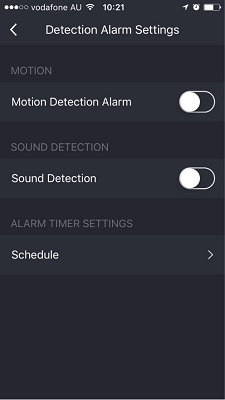 vodafone AU 10:21
Detection Alarm Settings
MOTION
Motion Detection Alarm
SOUND DETECTION
Sound Detection
ALARM TIMER SETTINGS
Schedule